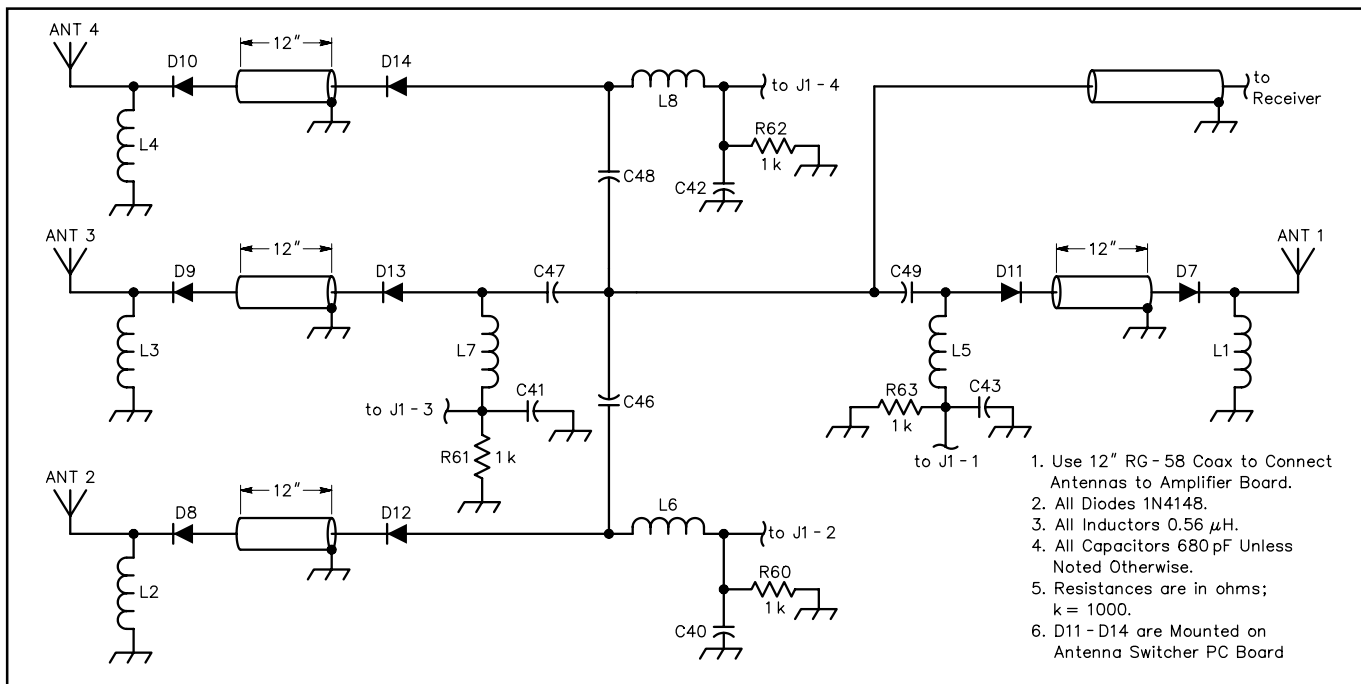 ANT 4
D10
12"
D14
L8
to J1-4
to
Receiver
L4
C48
R62
1 k
C42
ANT 3
D9
12"
D13
C47
C49
D11
12"
D7
ANT 1
L3
L7
L5
L1
to J1-3
C41
C46
R63
1 k
C43
R61
1 k
to J1-1
ANT 2
D8
12"
D12
L6
to J1-2
L2
R60
1 k
C40
1. Use 12" RG-58 Coax to Connect
Antennas to Amplifier Board.
2. All Diodes 1N4148.
3. All Inductors 0.56 μH.
4. All Capacitors 680 pF Unless
Noted Otherwise.
5. Resistances are in ohms;
k = 1000.
6. D11-D14 are Mounted on
Antenna Switcher PC Board